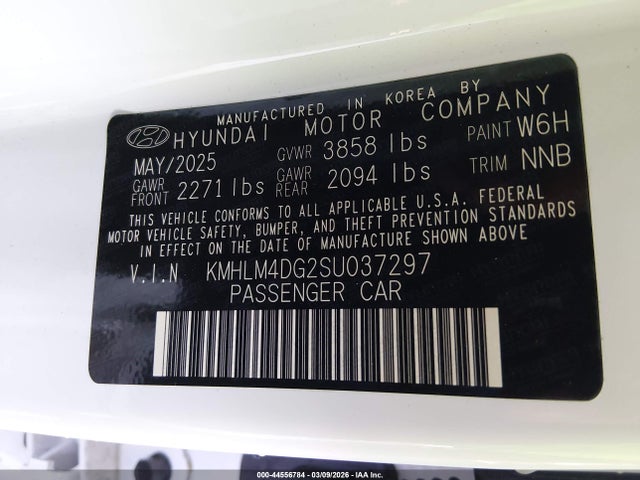 MANUFACTURED IN KOREA BY
HYUNDAI MOTOR COMPANY
MAY/2025 GVWR 3858 lbs PAINT W6H
GAWR FRONT 2271 lbs GAWR REAR 2094 lbs TRIM NNB
THIS VEHICLE CONFORMS TO ALL APPLICABLE U.S.A. FEDERAL
MOTOR VEHICLE SAFETY, BUMPER, AND THEFT PREVENTION STANDARDS
IN EFFECT ON THE DATE OF MANUFACTURE SHOWN ABOVE.
V.I.N KMHLM4DG2SU037297
PASSENGER CAR
000-44556784 | 03/09/2026 | IAA Inc.